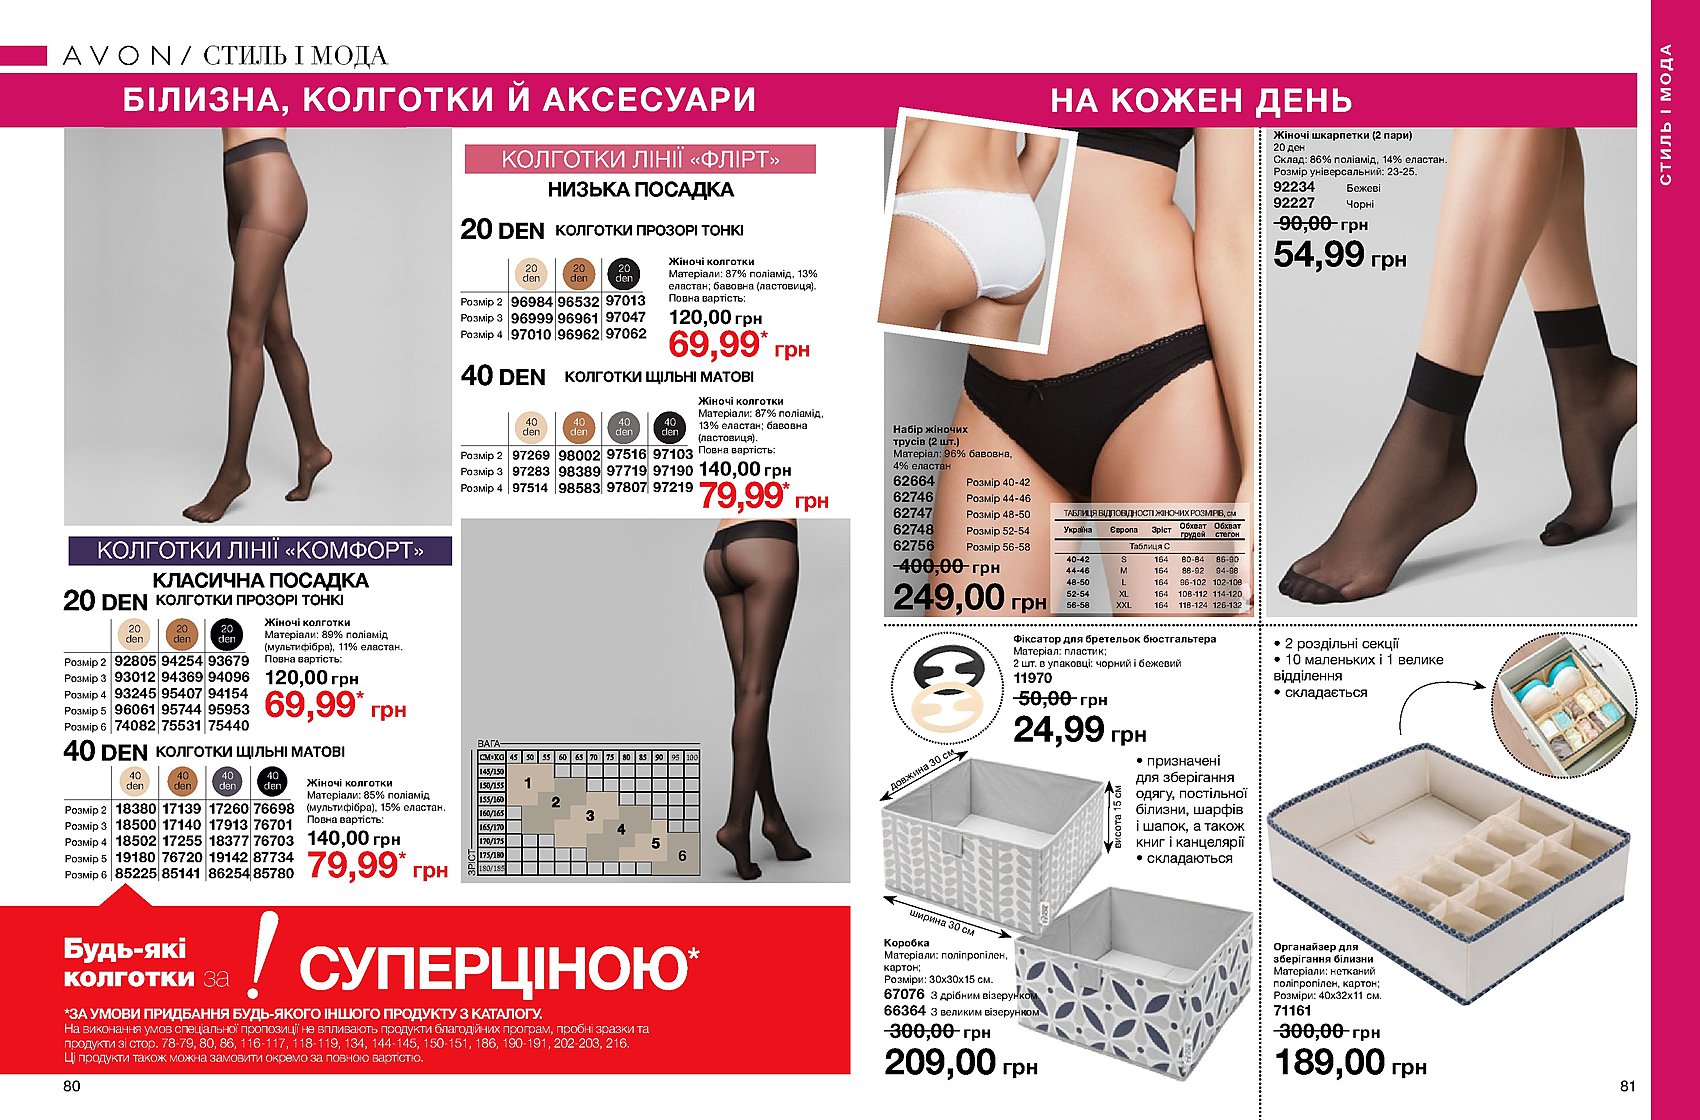 AVON / СТИЛЬ І МОДА
БІЛИЗНА, КОЛГОТКИ Й АКСЕСУАРИ
НА КОЖЕН ДЕНЬ
СТИЛЬ І МОДА
КОЛГОТКИ ЛІНІЇ «ФЛІРТ»
НИЗЬКА ПОСАДКА
20 DEN КОЛГОТКИ ПРОЗОРІ ТОНКІ
20 den 20 den 20 den
Розмір 2 96984 96532 97013
Розмір 3 96999 96961 97047
Розмір 4 97010 96962 97062
Жіночі колготки
Матеріали: 87% поліамід, 13%
еластан; бавовна (ластовиця).
Повна вартість:
120,00 грн
69,99* грн
40 DEN КОЛГОТКИ ЩІЛЬНІ МАТОВІ
40 den 40 den 40 den 40 den
Розмір 2 97269 98002 97516 97103
Розмір 3 97283 98389 97719 97190
Розмір 4 97514 98583 97807 97219
Жіночі колготки
Матеріали: 87% поліамід,
13% еластан; бавовна
(ластовиця).
Повна вартість:
140,00 грн
79,99* грн
КОЛГОТКИ ЛІНІЇ «КОМФОРТ»
КЛАСИЧНА ПОСАДКА
20 DEN КОЛГОТКИ ПРОЗОРІ ТОНКІ
20 den 20 den 20 den
Розмір 2 92805 94254 93679
Розмір 3 93012 94369 94096
Розмір 4 93245 95407 94154
Розмір 5 96061 95744 95953
Розмір 6 74082 75531 75440
Жіночі колготки
Матеріали: 89% поліамід
(мультифібра), 11% еластан.
Повна вартість:
120,00 грн
69,99* грн
40 DEN КОЛГОТКИ ЩІЛЬНІ МАТОВІ
40 den 40 den 40 den 40 den
Розмір 2 18380 17139 17260 76698
Розмір 3 18500 17140 17913 76701
Розмір 4 18502 17255 18377 76703
Розмір 5 19180 76720 19142 87734
Розмір 6 85225 85141 86254 85780
Жіночі колготки
Матеріали: 85% поліамід
(мультифібра), 15% еластан.
Повна вартість:
140,00 грн
79,99* грн
ВАГА
ЗРІСТ
СМ×KG 45 50 55 60 65 70 75 80 85 90 95 100
145/150
150/155
155/160
160/165
165/170
170/175
175/180
180/185
1
2
3
4
5
6
Будь-які
колготки за
! СУПЕРЦІНОЮ*
*ЗА УМОВИ ПРИДБАННЯ БУДЬ-ЯКОГО ІНШОГО ПРОДУКТУ З КАТАЛОГУ.
На виконання умов спеціальної пропозиції не впливають продукти благодійних програм, пробні зразки та
продукти зі стор. 78-79, 80, 86, 116-117, 118-119, 134, 144-145, 150-151, 186, 190-191, 202-203, 216.
Ці продукти також можна замовити окремо за повною вартістю.
80
Набір жіночих
трусів (2 шт.)
Матеріал: 96% бавовна,
4% еластан
62664 Розмір 40-42
62746 Розмір 44-46
62747 Розмір 48-50
62748 Розмір 52-54
62756 Розмір 56-58
400,00 грн
249,00 грн
ТАБЛИЦЯ ВІДПОВІДНОСТІ ЖІНОЧИХ РОЗМІРІВ, см
Україна Європа Зріст Обхват грудей Обхват стегон
Таблиця С
40-42 S 164 80-84 86-90
44-46 M 164 88-92 94-98
48-50 L 164 96-102 102-106
52-54 XL 164 106-112 114-120
56-58 XXL 164 118-124 126-132
Жіночі шкарпетки (2 пари)
20 ден
Склад: 86% поліамід, 14% еластан.
Розмір універсальний: 23-25.
92234 Бежеві
92227 Чорні
90,00 грн
54,99 грн
Фіксатор для бретельок бюстгальтера
Матеріал: пластик;
2 шт. в упаковці: чорний і бежевий
11970
50,00 грн
24,99 грн
довжина 30 см
висота 15 см
ширина 30 см
• призначені
для зберігання
одягу, постільної
білизни, шарфів
і шапок, а також
книг і канцелярії
• складаються
Коробка
Матеріали: поліпропілен,
картон;
Розміри: 30х30х15 см.
67076 З дрібним візерунком
66364 З великим візерунком
300,00 грн
209,00 грн
• 2 роздільні секції
• 10 маленьких і 1 велике
відділення
• складається
Органайзер для
зберігання білизни
Матеріали: нетканий
поліпропілен, картон;
Розміри: 40х32х11 см.
71161
300,00 грн
189,00 грн
81